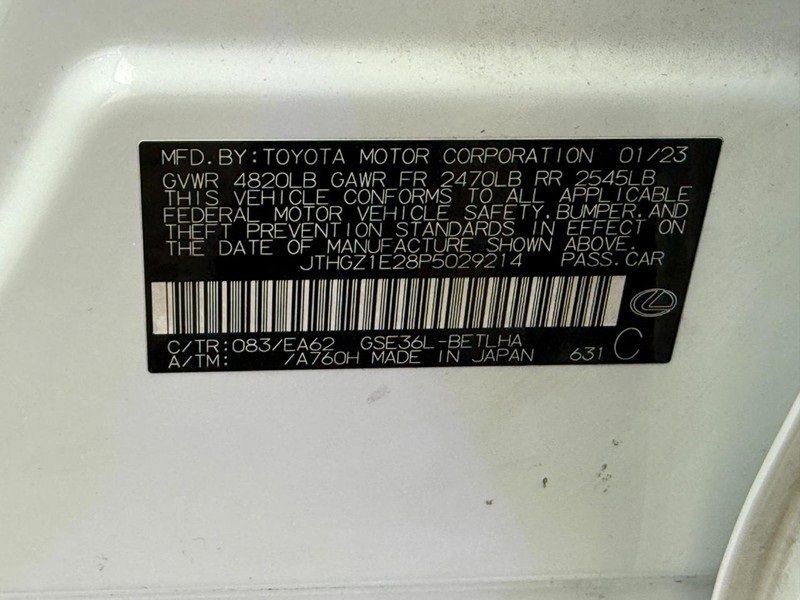 MFD.BY:TOYOTA MOTOR CORPORATION 01/23
GVWR 4820LB GAWR FR 2470LB RR 2545LB
THIS VEHICLE CONFORMS TO ALL APPLICABLE
FEDERAL MOTOR VEHICLE SAFETY,BUMPER,AND
THEFT PREVENTION STANDARDS IN EFFECT ON
THE DATE OF MANUFACTURE SHOWN ABOVE.
JTHGZ1E28P5029214 PASS.CAR
C/TR:083/EA62 GSE36L-BETLHA
A/TM: /A760H MADE IN JAPAN 631 C